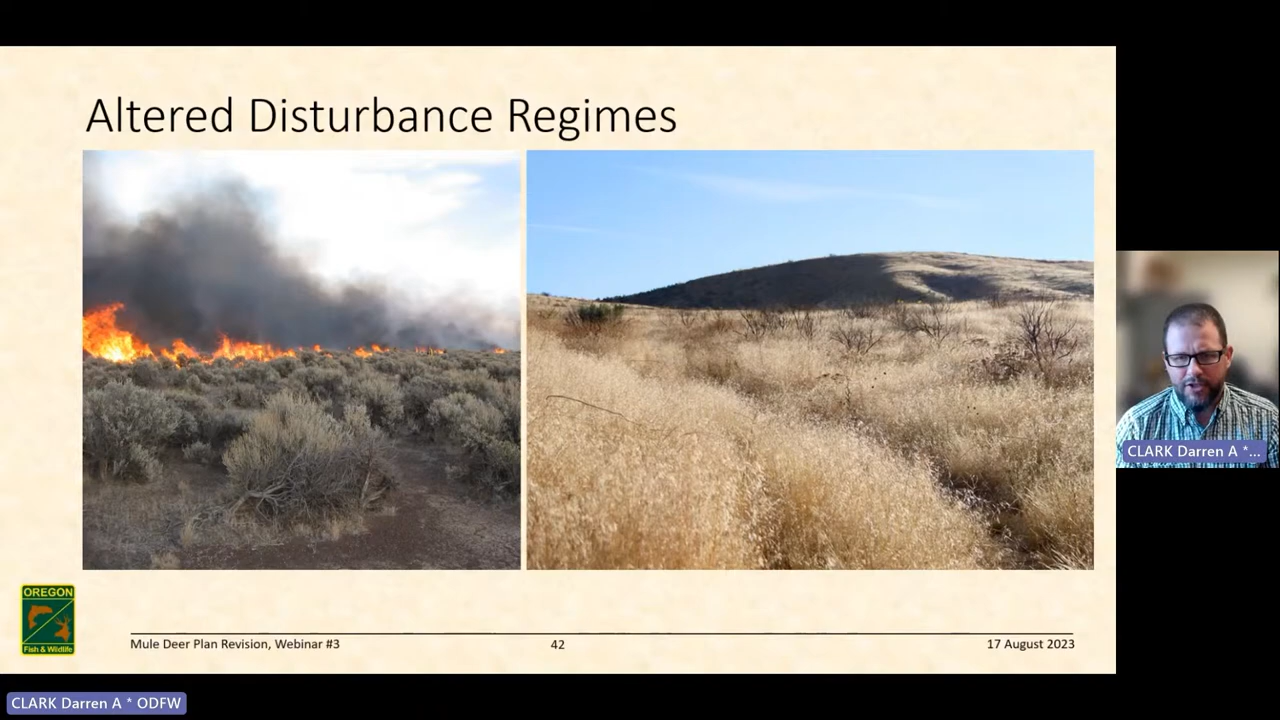 Altered Disturbance Regimes
CLARK Darren A *...
OREGON
Fish & Wildlife
Mule Deer Plan Revision, Webinar #3
42
17 August 2023
CLARK Darren A * ODFW